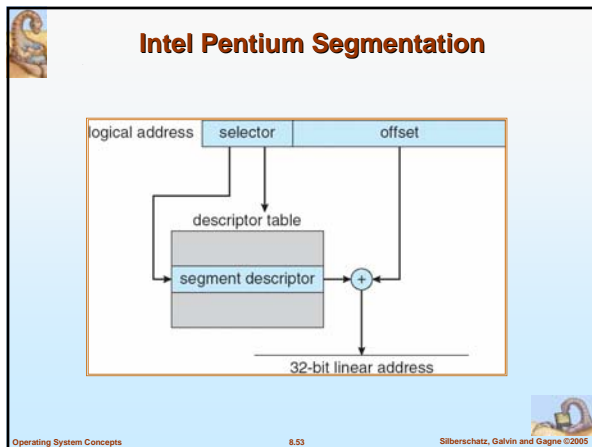 Intel Pentium Segmentation
logical address selector offset
descriptor table
segment descriptor
+
32-bit linear address
Operating System Concepts 8.53 Silberschatz, Galvin and Gagne ©2005